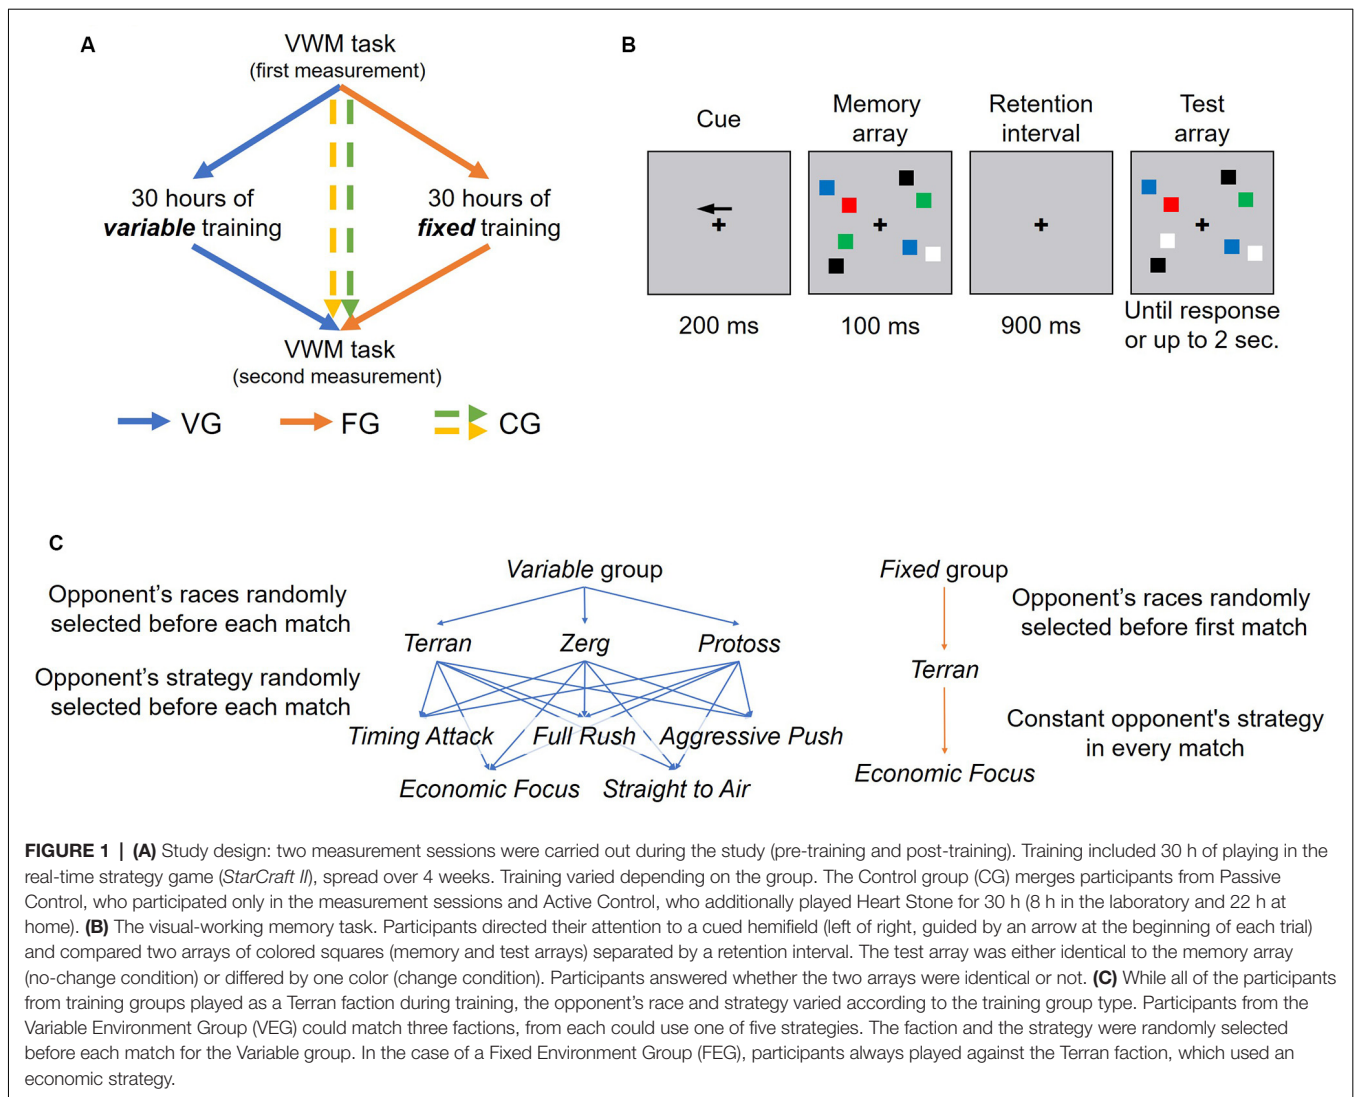 A
VWM task
(first measurement)
30 hours of
variable training
30 hours of
fixed training
VWM task
(second measurement)
VG
FG
CG
B
Cue
Memory
array
Retention
interval
Test
array
200 ms
100 ms
900 ms
Until response
or up to 2 sec.
C
Opponent’s races randomly
selected before each match
Opponent’s strategy randomly
selected before each match
Variable group
Terran
Zerg
Protoss
Timing Attack
Full Rush
Aggressive Push
Economic Focus
Straight to Air
Fixed group
Opponent’s races randomly
selected before first match
Terran
Constant opponent's strategy
in every match
Economic Focus
FIGURE 1 | (A) Study design: two measurement sessions were carried out during the study (pre-training and post-training). Training included 30 h of playing in the
real-time strategy game (StarCraft II), spread over 4 weeks. Training varied depending on the group. The Control group (CG) merges participants from Passive
Control, who participated only in the measurement sessions and Active Control, who additionally played Heart Stone for 30 h (8 h in the laboratory and 22 h at
home). (B) The visual-working memory task. Participants directed their attention to a cued hemifield (left of right, guided by an arrow at the beginning of each trial)
and compared two arrays of colored squares (memory and test arrays) separated by a retention interval. The test array was either identical to the memory array
(no-change condition) or differed by one color (change condition). Participants answered whether the two arrays were identical or not. (C) While all of the participants
from training groups played as a Terran faction during training, the opponent’s race and strategy varied according to the training group type. Participants from the
Variable Environment Group (VEG) could match three factions, from each could use one of five strategies. The faction and the strategy were randomly selected
before each match for the Variable group. In the case of a Fixed Environment Group (FEG), participants always played against the Terran faction, which used an
economic strategy.